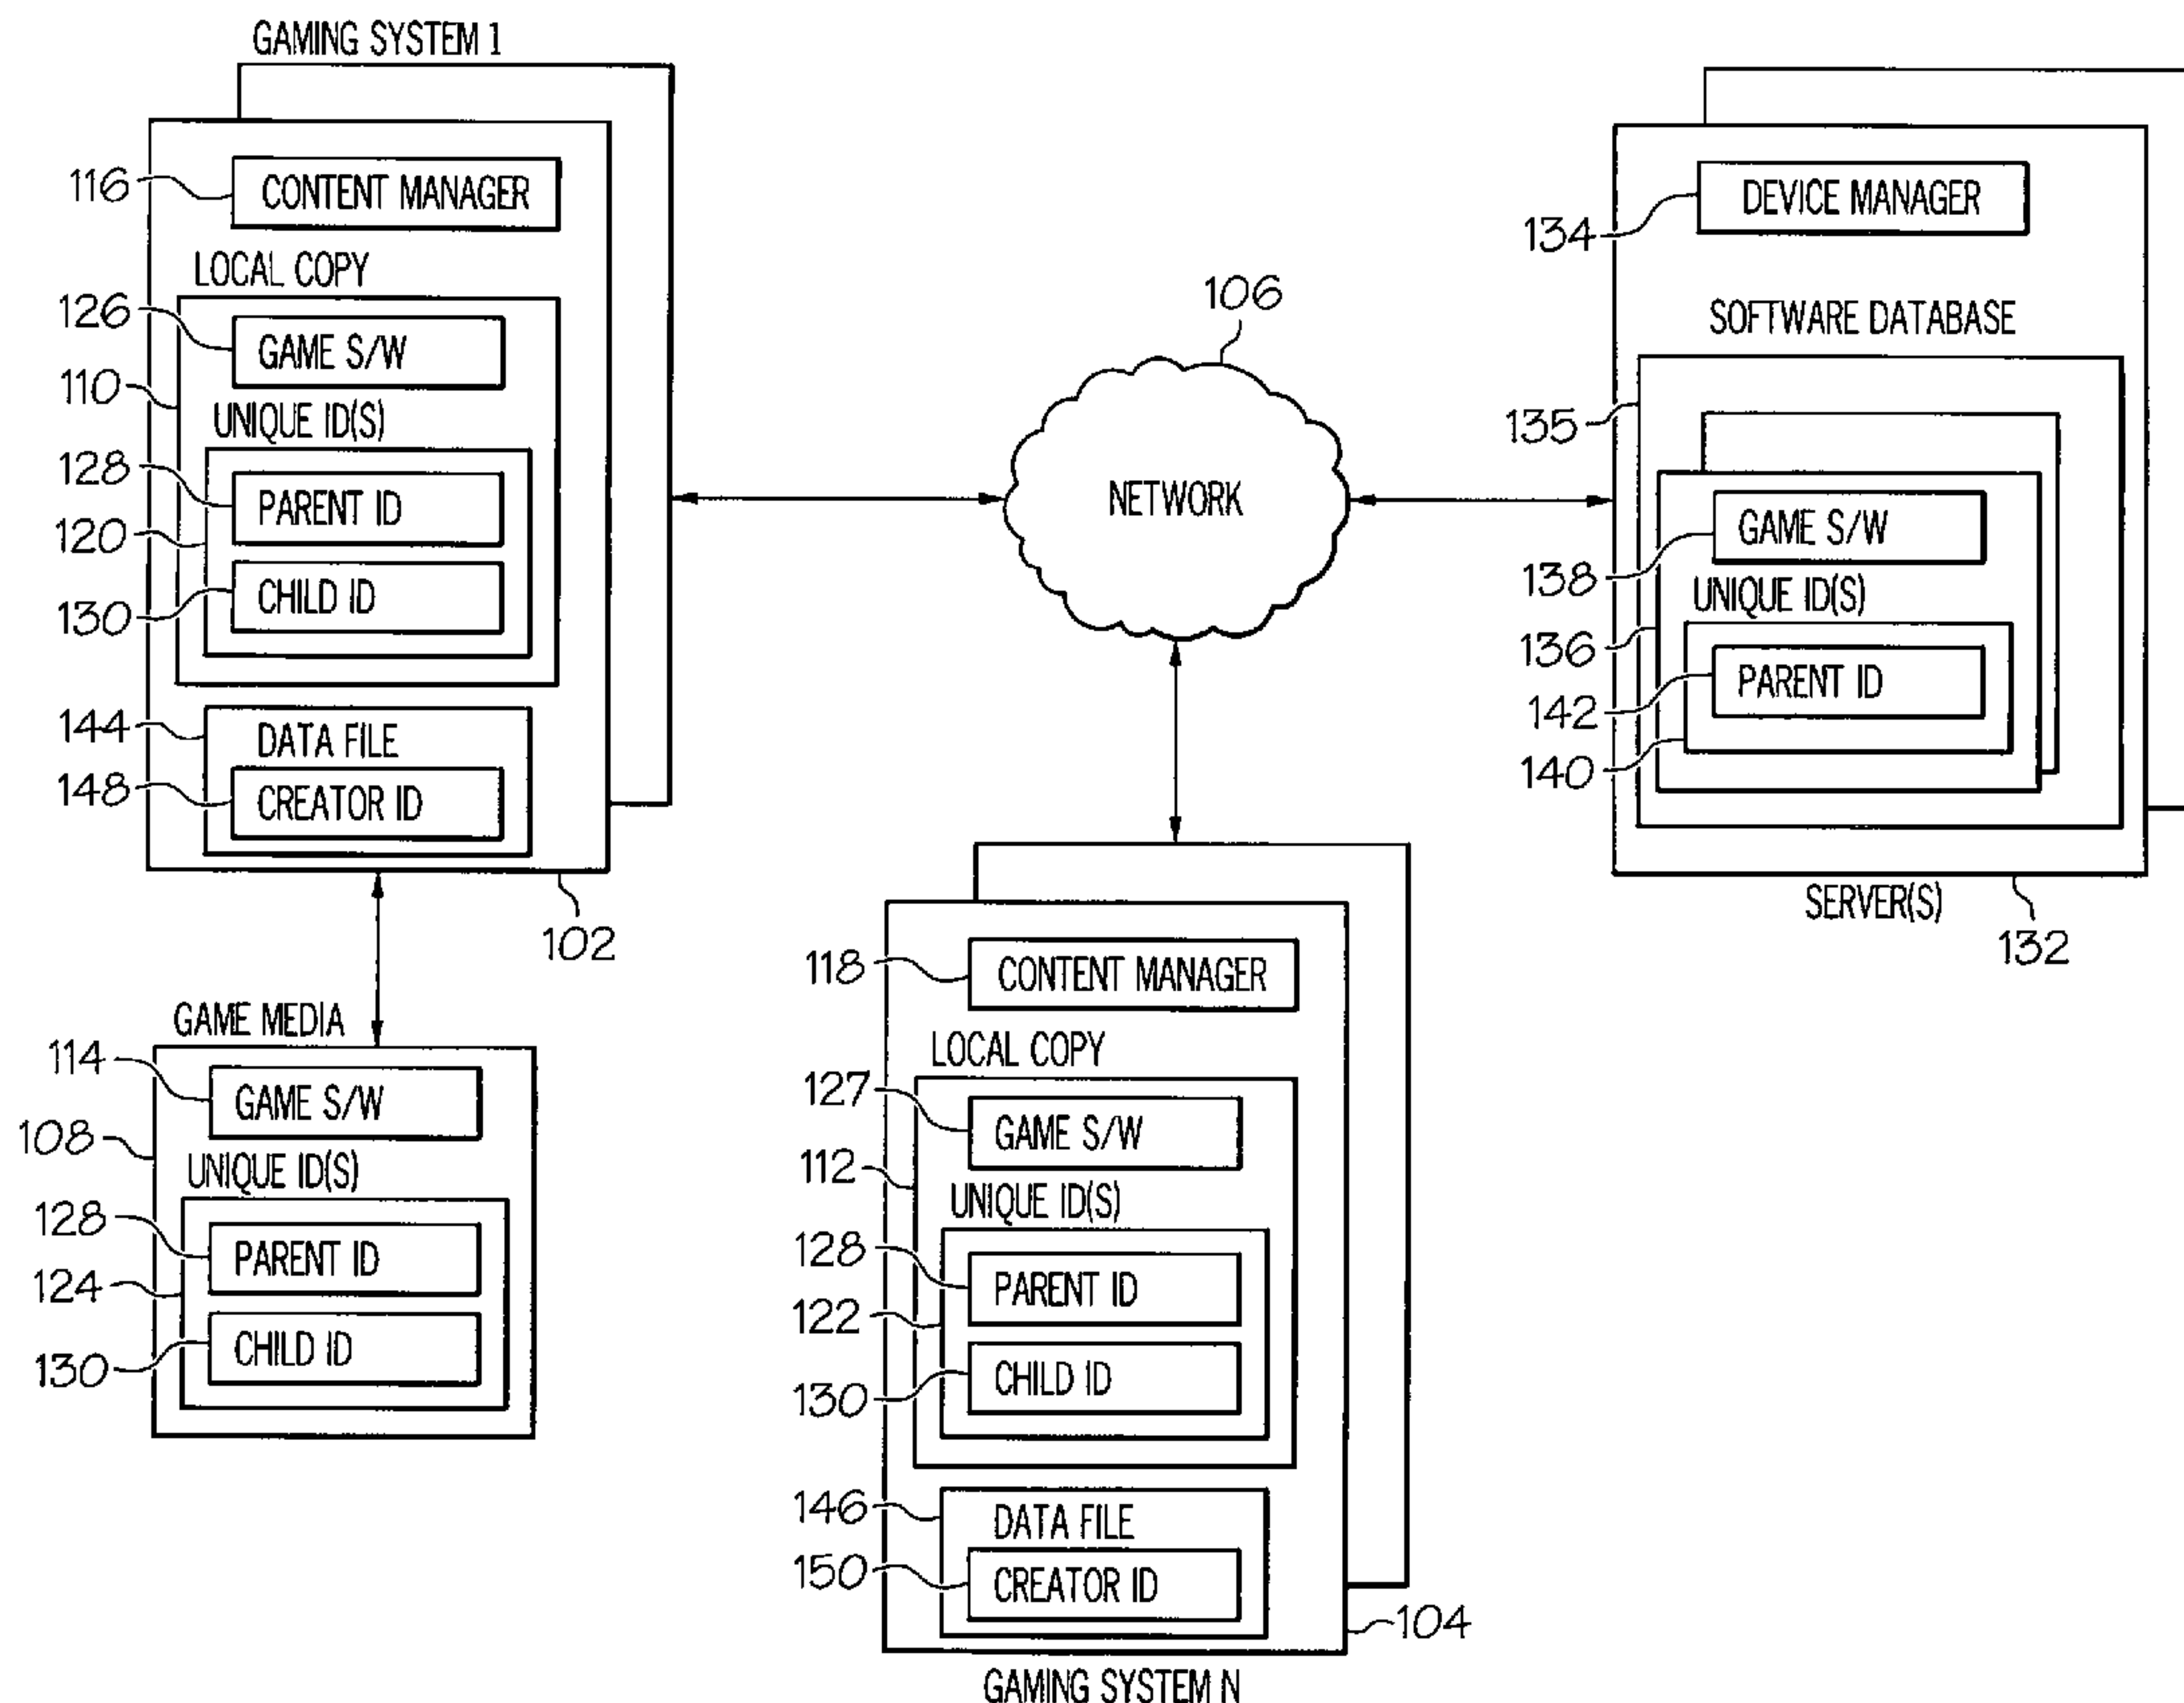 GAMING SYSTEM 1
116
CONTENT MANAGER
LOCAL COPY
126
GAME S/W
110
UNIQUE ID(S)
128
PARENT ID
120
130
CHILD ID
144
DATA FILE
148
CREATOR ID
102
GAME MEDIA
114
GAME S/W
108
UNIQUE ID(S)
128
PARENT ID
124
130
CHILD ID
106
NETWORK
134
DEVICE MANAGER
SOFTWARE DATABASE
135
138
GAME S/W
UNIQUE ID(S)
136
142
PARENT ID
140
SERVER(S)
132
118
CONTENT MANAGER
LOCAL COPY
127
GAME S/W
112
UNIQUE ID(S)
128
PARENT ID
122
130
CHILD ID
146
DATA FILE
150
CREATOR ID
104
GAMING SYSTEM N